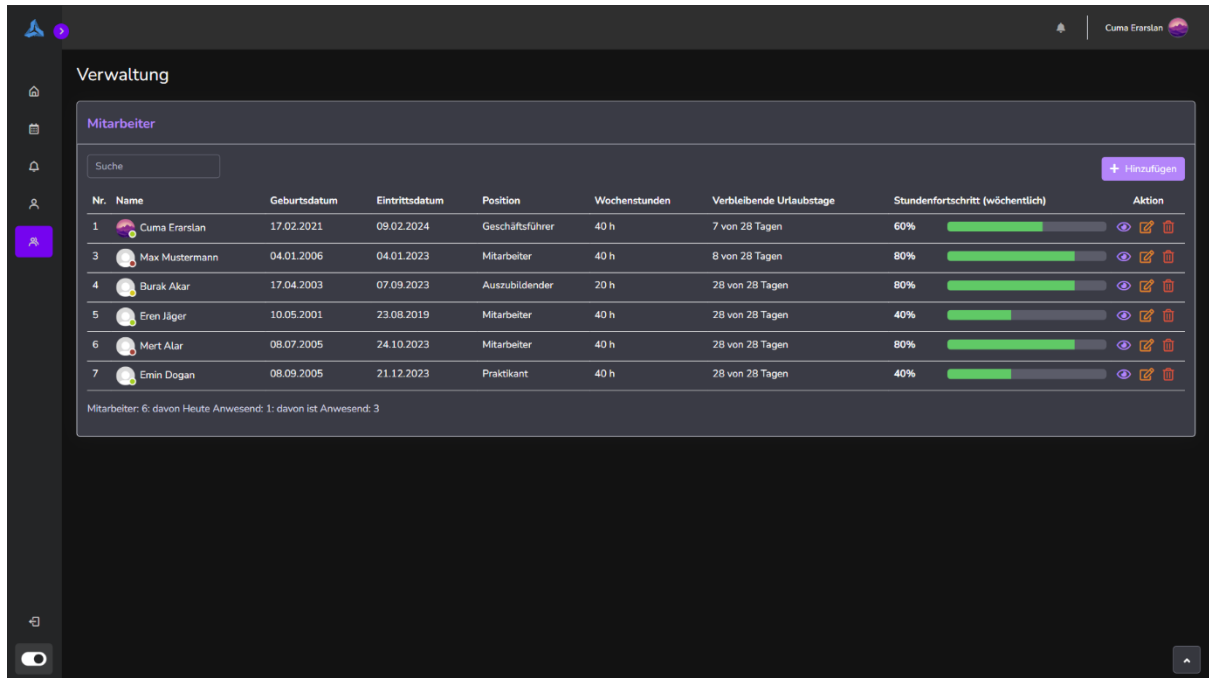 Cuma Erarslan
Verwaltung
Mitarbeiter
Suche
+ Hinzufügen
Nr. Name Geburtsdatum Eintrittsdatum Position Wochenstunden Verbleibende Urlaubstage Stundenfortschritt (wöchentlich) Aktion
1 Cuma Erarslan 17.02.2021 09.02.2024 Geschäftsführer 40 h 7 von 28 Tagen 60%
3 Max Mustermann 04.01.2006 04.01.2023 Mitarbeiter 40 h 8 von 28 Tagen 80%
4 Burak Akar 17.04.2003 07.09.2023 Auszubildender 20 h 28 von 28 Tagen 80%
5 Eren Jäger 10.05.2001 23.08.2019 Mitarbeiter 40 h 28 von 28 Tagen 40%
6 Mert Alar 08.07.2005 24.10.2023 Mitarbeiter 40 h 28 von 28 Tagen 80%
7 Emin Dogan 08.09.2005 21.12.2023 Praktikant 40 h 28 von 28 Tagen 40%
Mitarbeiter: 6: davon Heute Anwesend: 1: davon ist Anwesend: 3